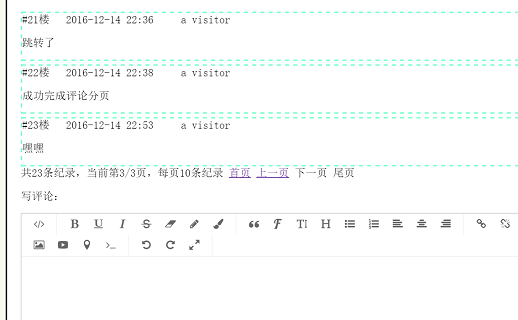 #21楼 2016-12-14 22:36 a visitor
跳转了
#22楼 2016-12-14 22:38 a visitor
成功完成评论分页
#23楼 2016-12-14 22:53 a visitor
嘿嘿
共23条纪录，当前第3/3页，每页10条纪录 首页 上一页 下一页 尾页
写评论：